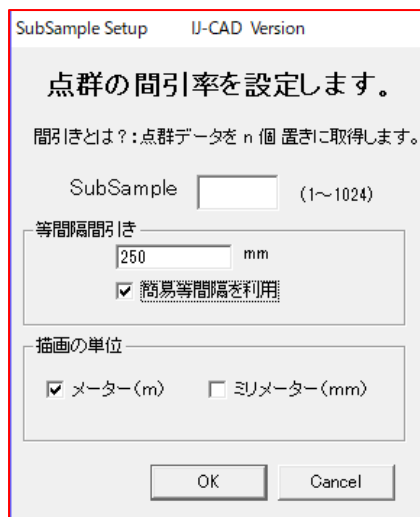 SubSample Setup IJ-CAD Version
点群の間引率を設定します。
間引きとは？:点群データを n 個 置きに取得します。
SubSample (1～1024)
等間隔間引き
250 mm
簡易等間隔を利用
描画の単位
メーター(m) ミリメーター(mm)
OK Cancel